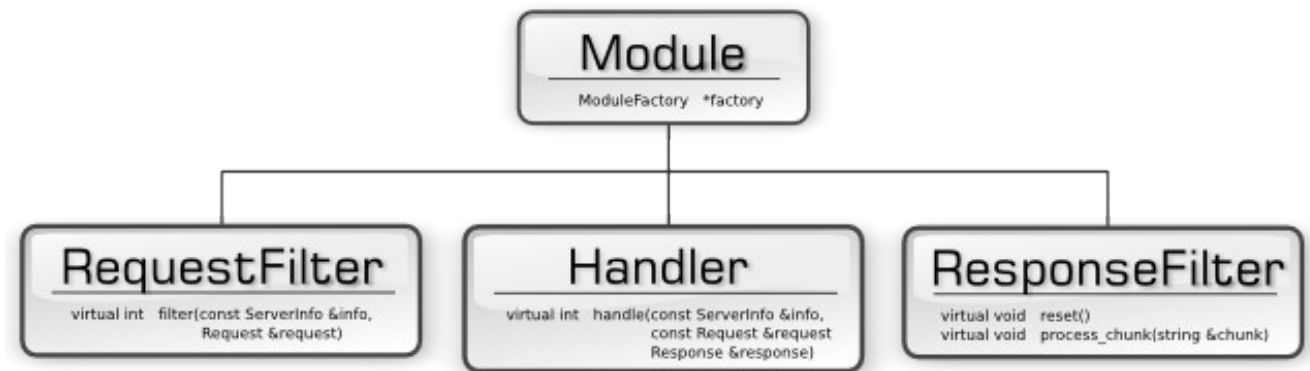 Module
ModuleFactory *factory
RequestFilter
virtual int filter(const ServerInfo &info,
Request &request)
Handler
virtual int handle(const ServerInfo &info,
const Request &request
Response &response)
ResponseFilter
virtual void reset()
virtual void process_chunk(string &chunk)